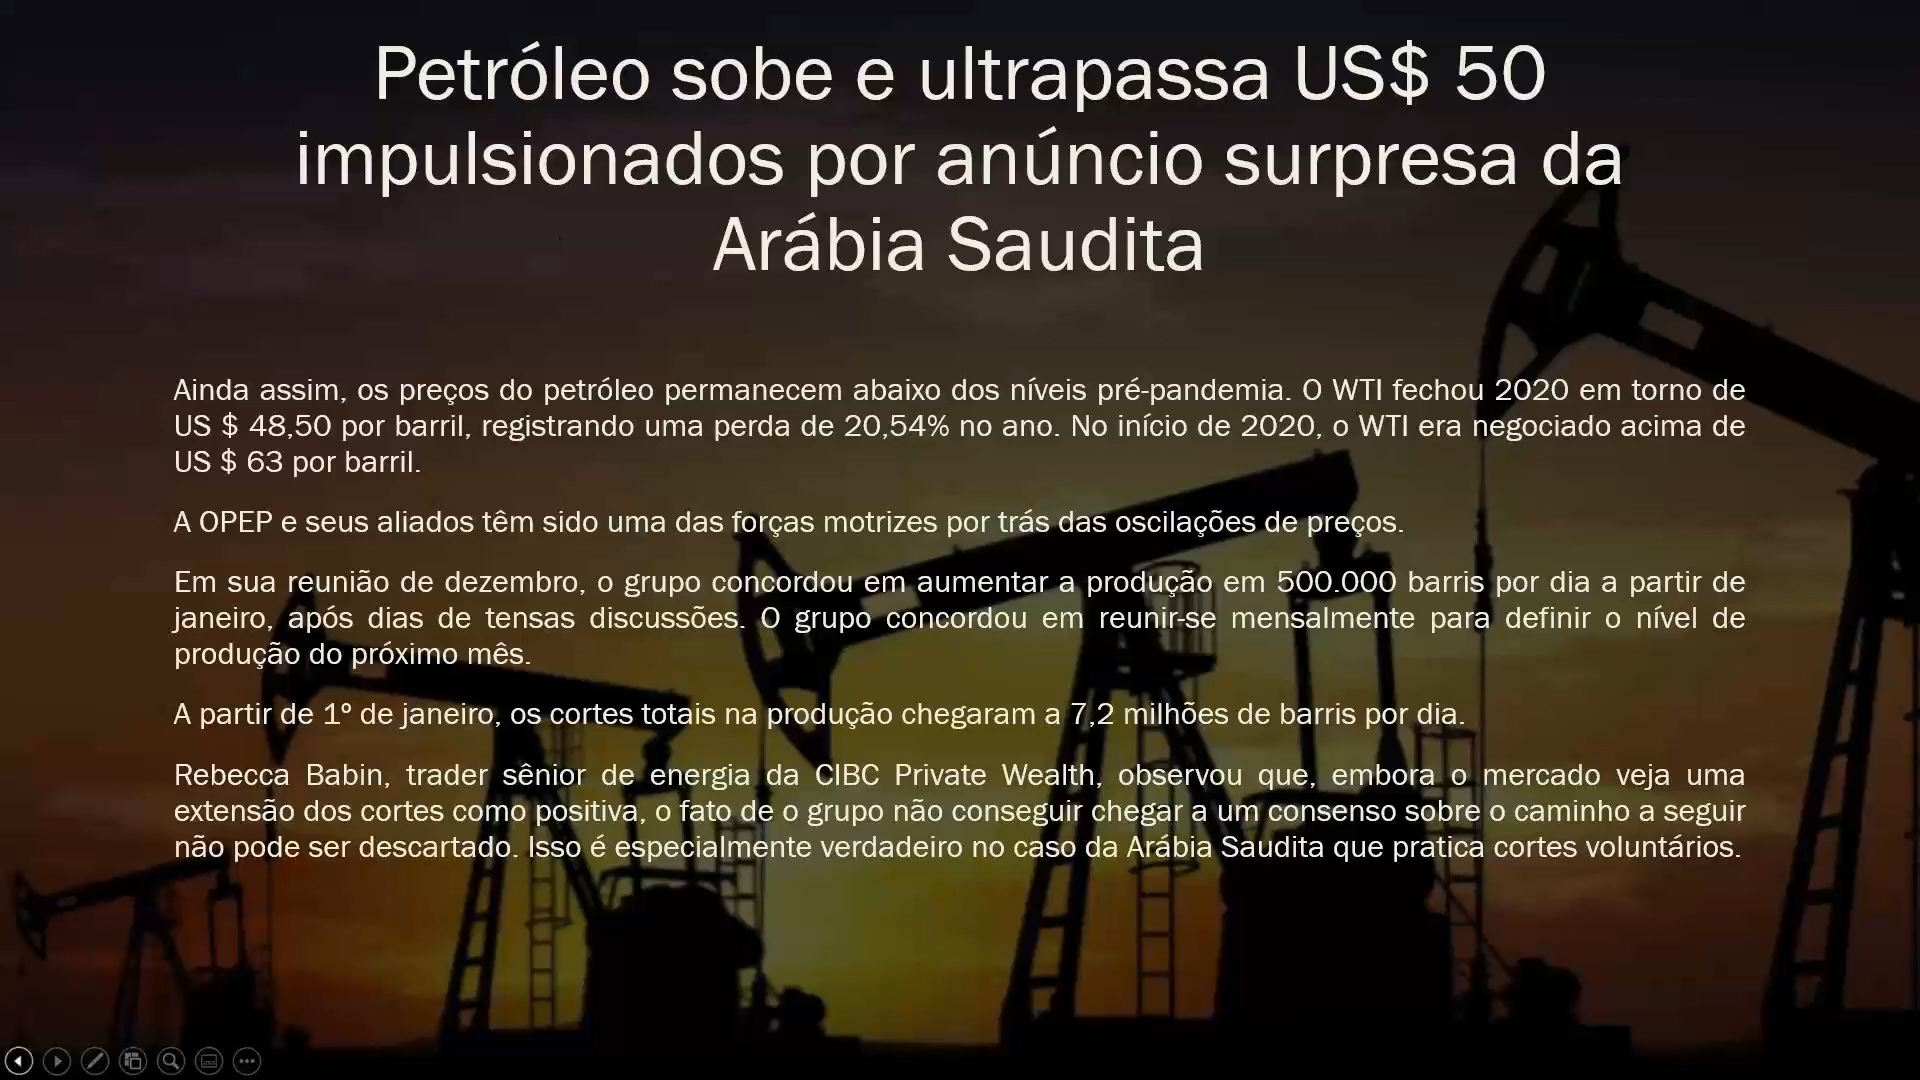 Petróleo sobe e ultrapassa US$ 50
impulsionados por anúncio surpresa da
Arábia Saudita
Ainda assim, os preços do petróleo permanecem abaixo dos níveis pré-pandemia. O WTI fechou 2020 em torno de
US $ 48,50 por barril, registrando uma perda de 20,54% no ano. No início de 2020, o WTI era negociado acima de
US $ 63 por barril.
A OPEP e seus aliados têm sido uma das forças motrizes por trás das oscilações de preços.
Em sua reunião de dezembro, o grupo concordou em aumentar a produção em 500.000 barris por dia a partir de
janeiro, após dias de tensas discussões. O grupo concordou em reunir-se mensalmente para definir o nível de
produção do próximo mês.
A partir de 1º de janeiro, os cortes totais na produção chegaram a 7,2 milhões de barris por dia.
Rebecca Babin, trader sênior de energia da CIBC Private Wealth, observou que, embora o mercado veja uma
extensão dos cortes como positiva, o fato de o grupo não conseguir chegar a um consenso sobre o caminho a seguir
não pode ser descartado. Isso é especialmente verdadeiro no caso da Arábia Saudita que pratica cortes voluntários.